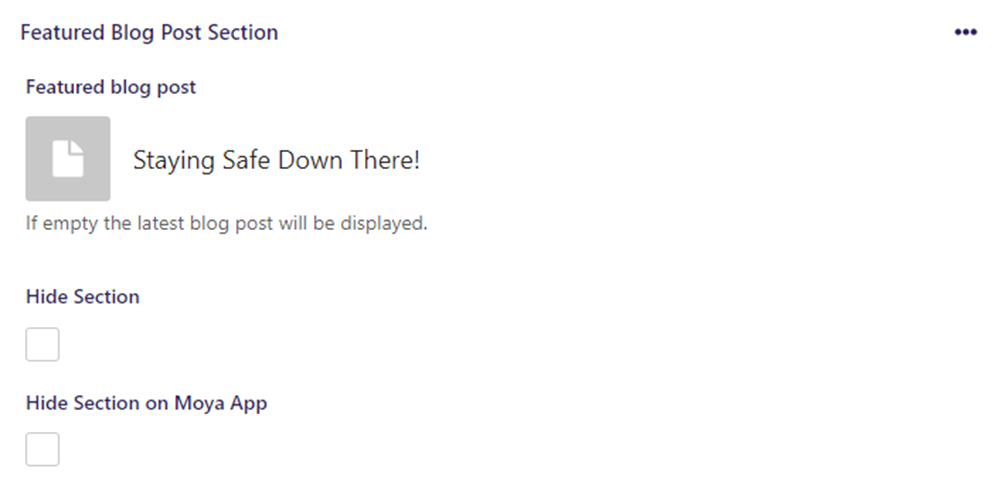 Featured Blog Post Section
Featured blog post
Staying Safe Down There!
If empty the latest blog post will be displayed.
Hide Section
Hide Section on Moya App